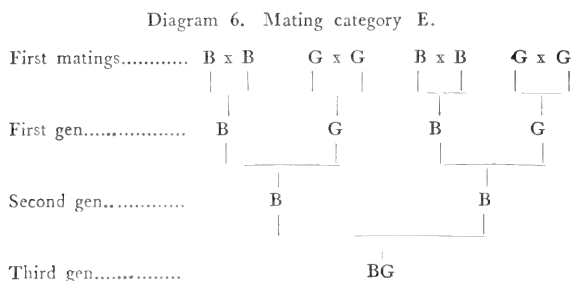 Diagram 6. Mating category E.
First matings............ B x B G x G B x B G x G
First gen.................. B G B G
Second gen.............. B B
Third gen............... BG